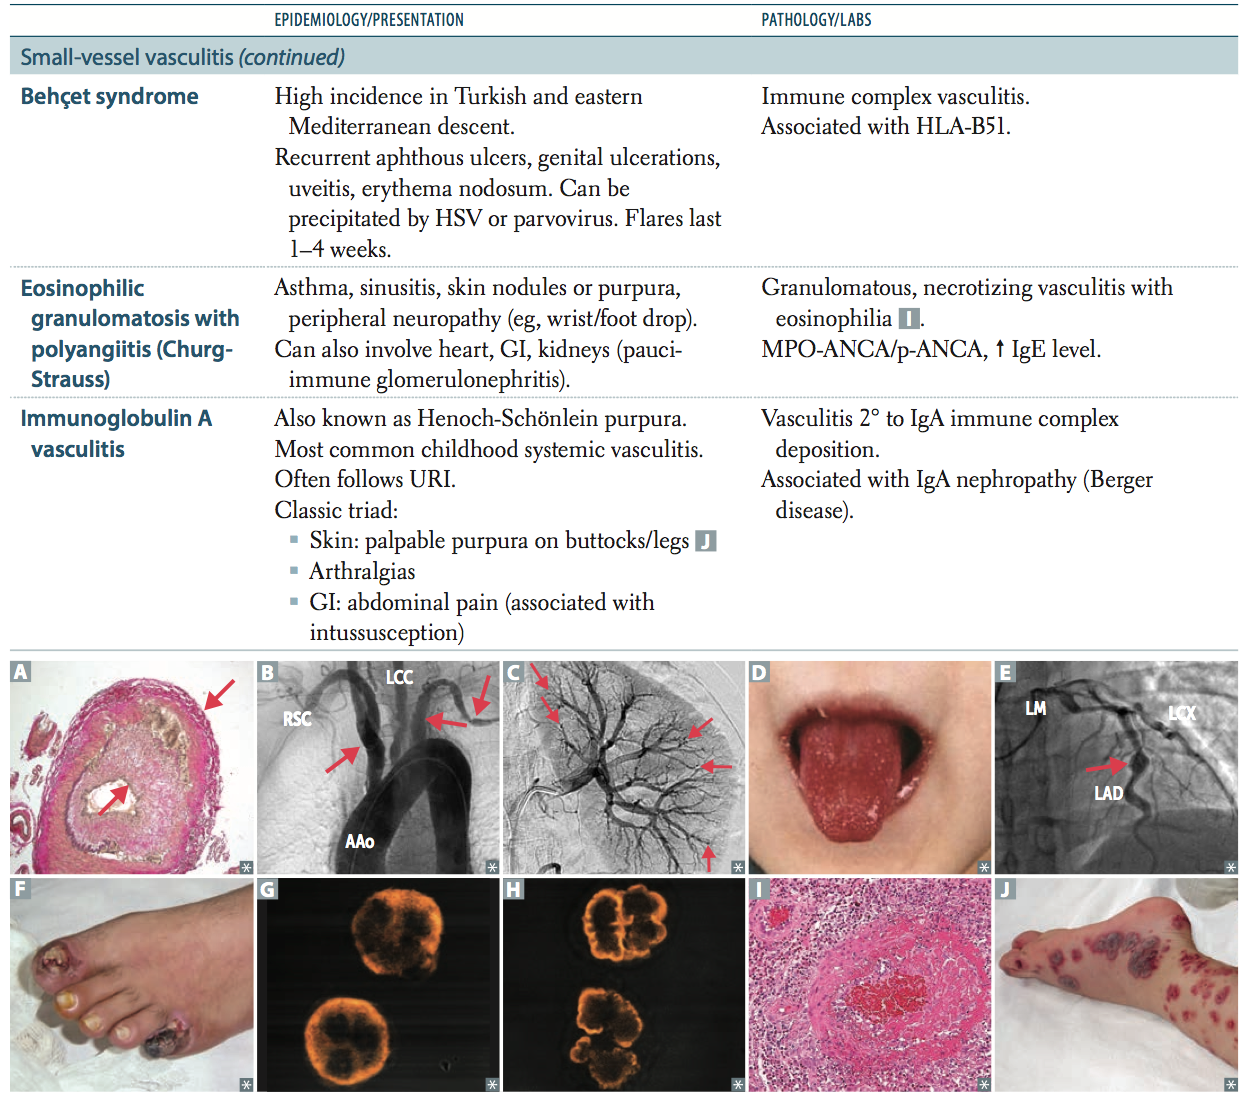 EPIDEMIOLOGY/PRESENTATION PATHOLOGY/LABS
Small-vessel vasculitis (continued)
Behçet syndrome
High incidence in Turkish and eastern
Mediterranean descent.
Recurrent aphthous ulcers, genital ulcerations,
uveitis, erythema nodosum. Can be
precipitated by HSV or parvovirus. Flares last
1–4 weeks.
Immune complex vasculitis.
Associated with HLA-B51.
Eosinophilic
granulomatosis with
polyangiitis (Churg-
Strauss)
Asthma, sinusitis, skin nodules or purpura,
peripheral neuropathy (eg, wrist/foot drop).
Can also involve heart, GI, kidneys (pauci-
immune glomerulonephritis).
Granulomatous, necrotizing vasculitis with
eosinophilia I.
MPO-ANCA/p-ANCA, ↑ IgE level.
Immunoglobulin A
vasculitis
Also known as Henoch-Schönlein purpura.
Most common childhood systemic vasculitis.
Often follows URI.
Classic triad:
▪ Skin: palpable purpura on buttocks/legs J
▪ Arthralgias
▪ GI: abdominal pain (associated with
intussusception)
Vasculitis 2° to IgA immune complex
deposition.
Associated with IgA nephropathy (Berger
disease).
A
B
LCC
RSC
AAo
C
D
E
LM
LCX
LAD
F
G
H
I
J